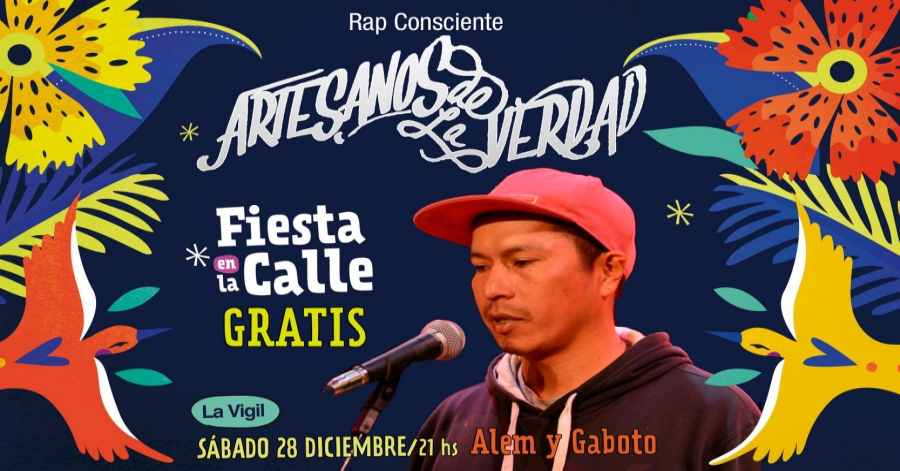 Rap Consciente
ARTESANOS de La VERDAD
Fiesta
en la Calle
GRATIS
La Vigil
SÁBADO 28 DICIEMBRE/21 hs Alem y Gaboto